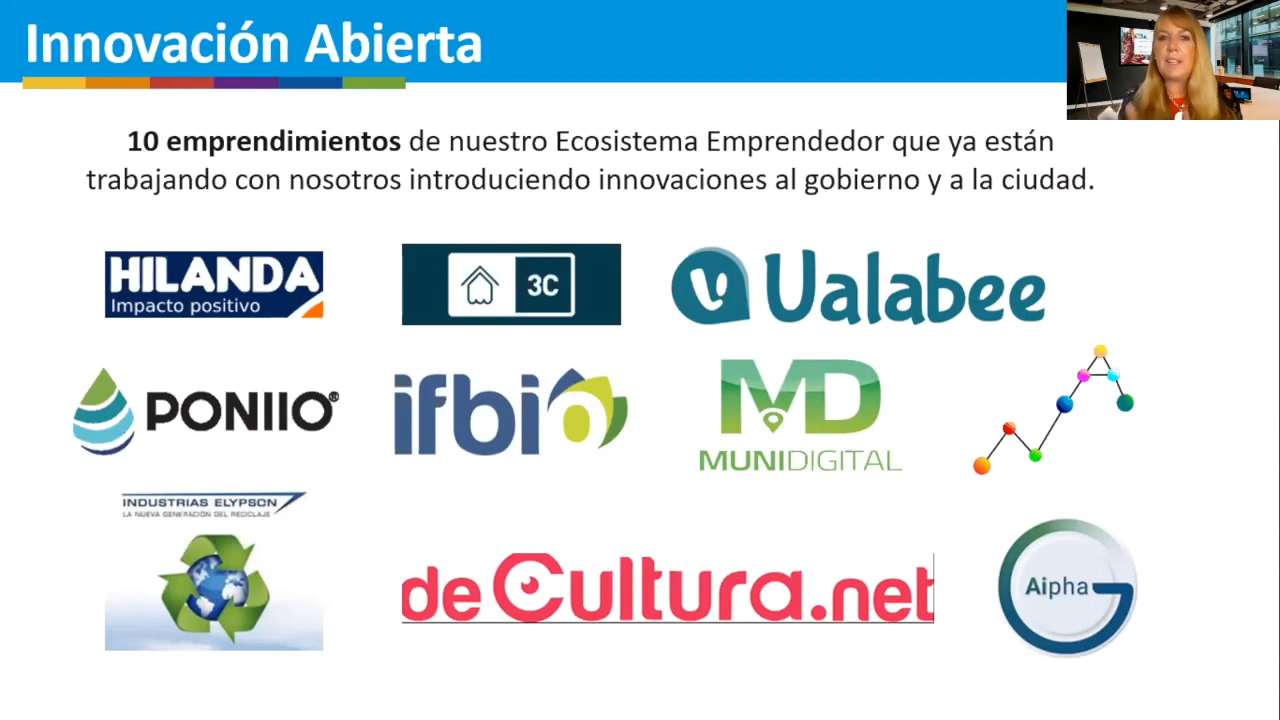 Innovación Abierta
10 emprendimientos de nuestro Ecosistema Emprendedor que ya están
trabajando con nosotros introduciendo innovaciones al gobierno y a la ciudad.
HILANDA
Impacto positivo
3C
Ualabee
PONIIO®
ifbio
MD
MUNIDIGITAL
INDUSTRIAS ELYPSON
LA NUEVA GENERACIÓN DEL RECICLAJE
deCultura.net
AiphaG